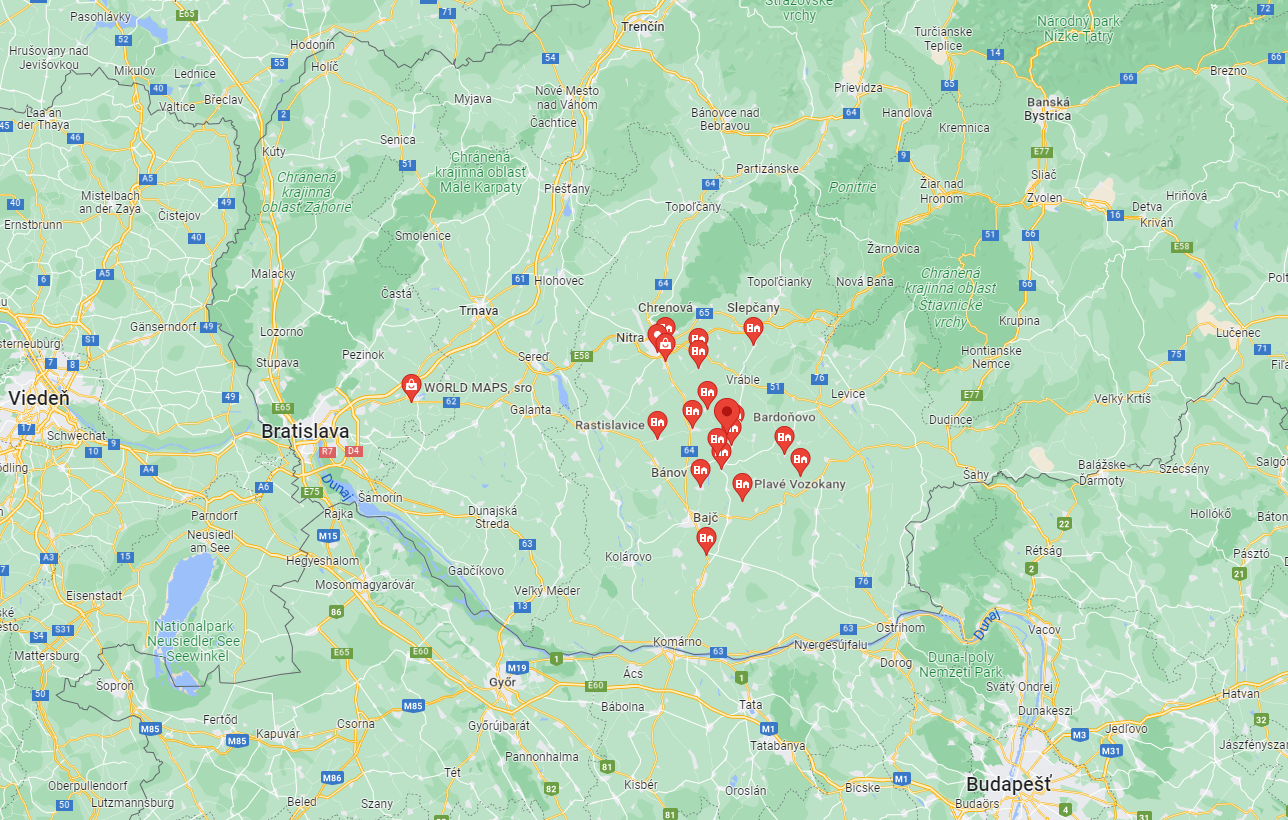 Pasohlávky
E65
71
Strážovské
vrchy
72
Trenčín
Turčianske
Teplice
Národný park
Nízke Tatry
52
Hrušovany nad
Jevišovkou
Hodonín
55
Holíč
54
14
66
Mikulov
Lednice
40
Valtice
Břeclav
Myjava
Nové Mesto
nad Váhom
Čachtice
Prievidza
65
66
Brezno
Laa an
der Thaya
45
46
2
Senica
Bánovce nad
Bebravou
64
Handlová
Kremnica
Banská
Bystrica
Kúty
51
Chránená
krajinná oblasť
Malé Karpaty
Partizánske
9
E77
Sliač
A5
Chránená
krajinná
oblasť Záhorie
Piešťany
64
Ponitrie
Žiar nad
Hronom
Zvolen
Hriňová
Mistelbach
an der Zaya
49
40
Čistejov
Topoľčany
16
Detva
Kriváň
Ernstbrunn
40
Smolenice
51
66
E58
Žarnovica
6
A5
Malacky
61
Hlohovec
64
Topoľčianky
Nová Baňa
Chránená
krajinná oblasť
Štiavnické
vrchy
66
Častá
Trnava
Chrenová
65
Slepčany
Krupina
Gänserndorf
49
Lozorno
Nitra
Lučenec
S1
Pezinok
Sereď
E58
Hontianske
Nemce
75
71
7
8
Stupava
WORLD MAPS, sro
62
Vráble
51
76
Levice
E77
Veľký Krtíš
Viedeň
49
E65
Galanta
Bardoňovo
Dudince
17
Schwechat
9
10
Bratislava
Rastislavice
R7
D4
64
A4
A6
E75
Dunaj
Šamorín
Bánov
Plavé Vozokany
Šahy
Balážske
Ďarmoty
Szécsény
Parndorf
Rajka
Dunajská
Streda
Bajč
22
Hollókő
Neusiedl
am See
M15
63
Kolárovo
Rétság
2
Pásztó
21
A3
15
Hegyeshalom
Gabčíkovo
Mosonmagyaróvár
76
Eisenstadt
86
Veľký Meder
13
S4
S31
Nationalpark
Neusiedler See
Seewinkel
63
Ostrihom
Dunaj
Vacov
Mattersburg
E65
E60
1
Komárno
63
Nyergesújfalu
Dorog
Duna-Ipoly
Nemzeti Park
M19
Győr
Ács
1
50
Šoproň
E60
Svätý Ondrej
Hatvan
M85
Bábolna
Tata
Dunakeszi
Fertőd
M85
Kapuvár
M85
Csorna
Győrújbarát
M1
Tatabánya
M3
Jedľovo
32
M31
Jászfényszaru
Pannonhalma
81
Tét
M86
82
Kisbér
Oroslán
M1
Bicske
Budapešť
Oberpullendorf
50
Lutzmannsburg
Beled
Szany
81
Budaörs
4
31